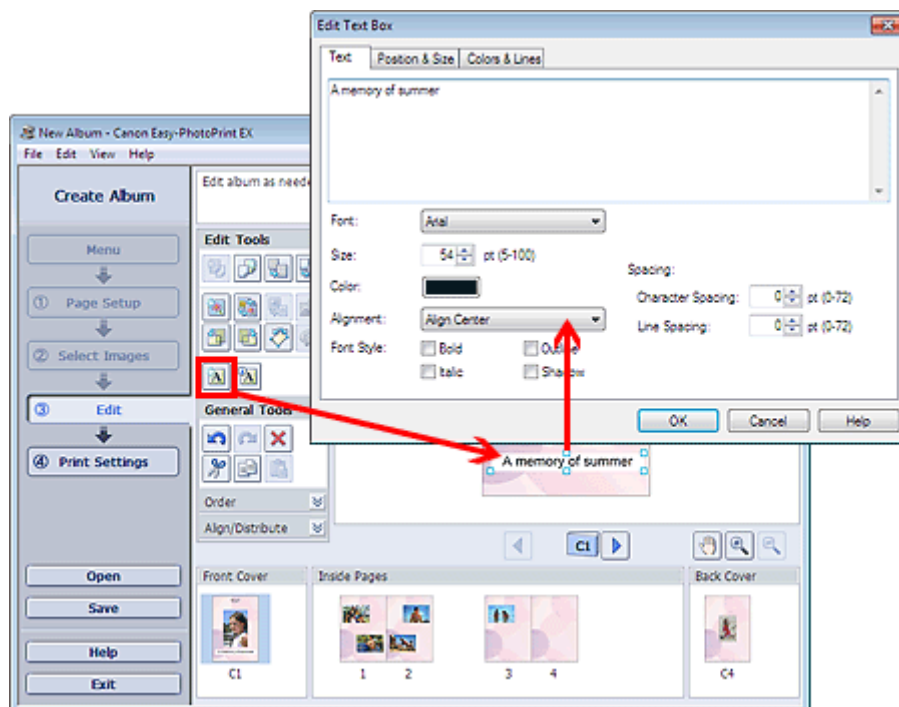 Edit Text Box
Text Position & Size Colors & Lines
A memory of summer
New Album - Canon Easy-PhotoPrint EX
File Edit View Help
Create Album
Edit album as neede
Menu
① Page Setup
② Select Images
③ Edit
④ Print Settings
Open
Save
Help
Exit
Edit Tools
General Tools
Order
Align/Distribute
Font: Arial
Size: 54 pt (5-100)
Color:
Alignment: Align Center
Font Style: Bold Outline
Italic Shadow
Spacing:
Character Spacing: 0 pt (0-72)
Line Spacing: 0 pt (0-72)
OK Cancel Help
A memory of summer
C1
Front Cover Inside Pages Back Cover
C1 1 2 3 4 C4